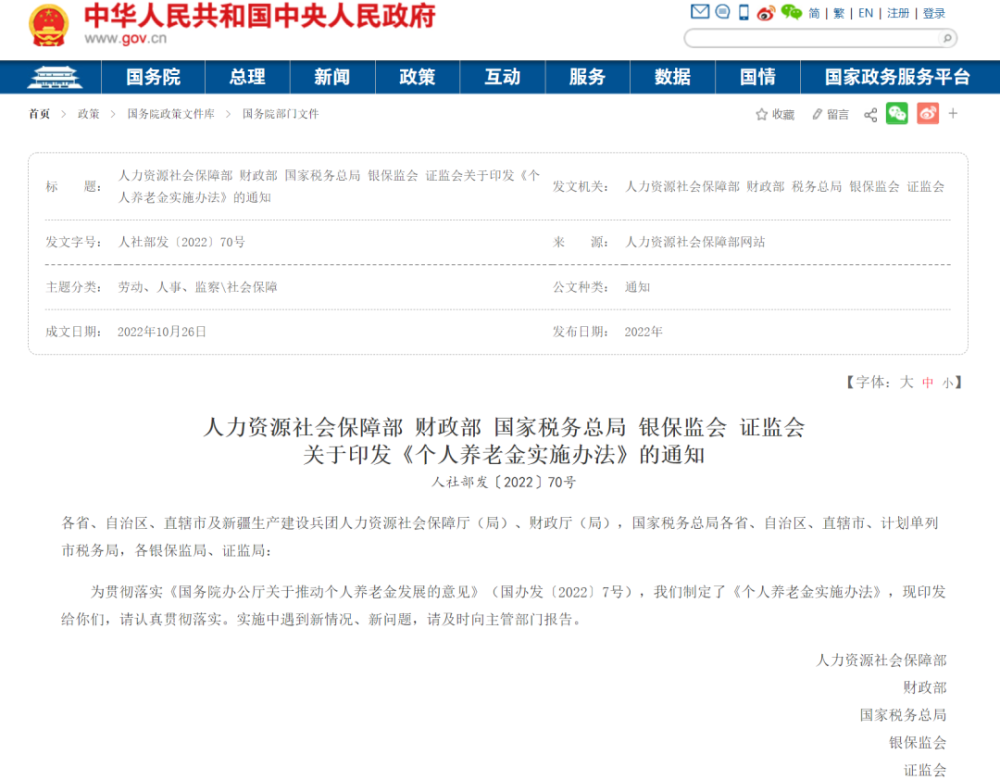 中华人民共和国中央人民政府
www.gov.cn
简 | 繁 | EN | 注册 | 登录
国务院 总理 新闻 政策 互动 服务 数据 国情 国家政务服务平台
首页 > 政策 > 国务院政策文件库 > 国务院部门文件
收藏 留言
标 题： 人力资源社会保障部 财政部 国家税务总局 银保监会 证监会关于印发《个
人养老金实施办法》的通知
发文机关： 人力资源社会保障部 财政部 税务总局 银保监会 证监会
发文字号： 人社部发〔2022〕70号
来 源： 人力资源社会保障部网站
主题分类： 劳动、人事、监察\社会保障
公文种类： 通知
成文日期： 2022年10月26日
发布日期： 2022年
【字体：大 中 小】
人力资源社会保障部 财政部 国家税务总局 银保监会 证监会
关于印发《个人养老金实施办法》的通知
人社部发〔2022〕70号
各省、自治区、直辖市及新疆生产建设兵团人力资源社会保障厅（局）、财政厅（局），国家税务总局各省、自治区、直辖市、计划单列
市税务局，各银保监局、证监局：
为贯彻落实《国务院办公厅关于推动个人养老金发展的意见》（国办发〔2022〕7号），我们制定了《个人养老金实施办法》，现印发
给你们，请认真贯彻落实。实施中遇到新情况、新问题，请及时向主管部门报告。
人力资源社会保障部
财政部
国家税务总局
银保监会
证监会